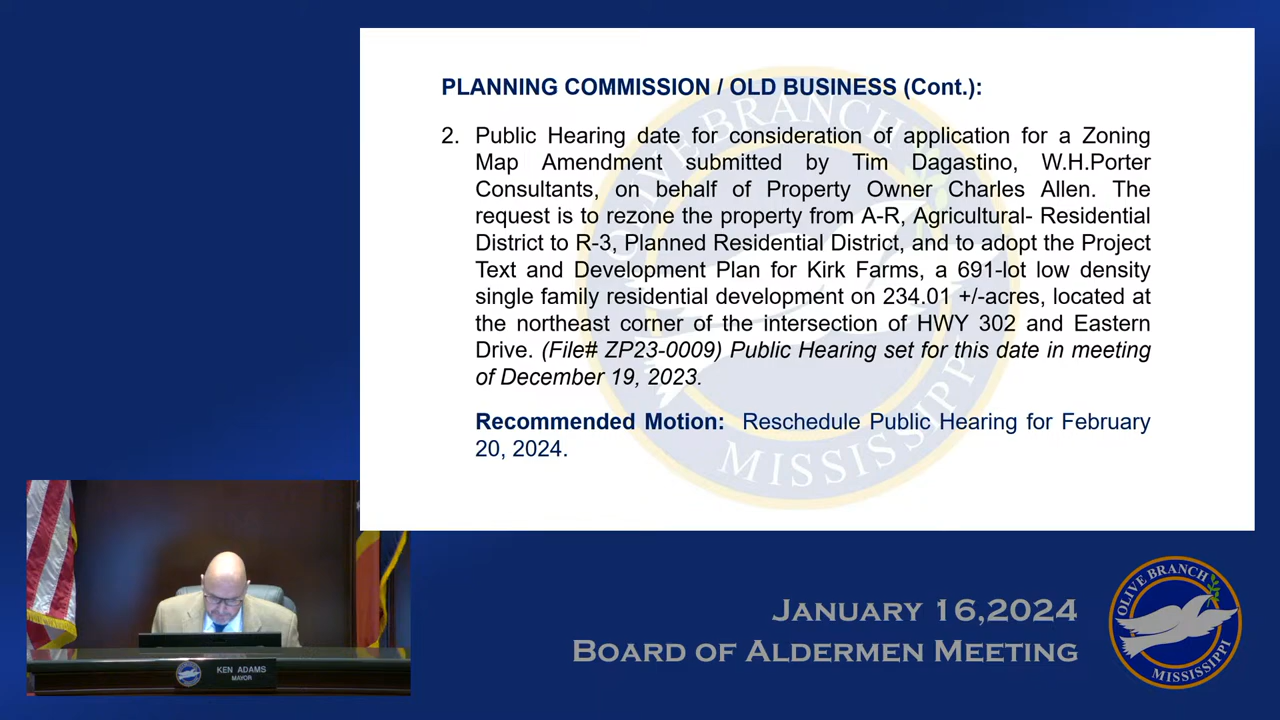 PLANNING COMMISSION / OLD BUSINESS (Cont.):
2. Public Hearing date for consideration of application for a Zoning
Map Amendment submitted by Tim Dagastino, W.H.Porter
Consultants, on behalf of Property Owner Charles Allen. The
request is to rezone the property from A-R, Agricultural- Residential
District to R-3, Planned Residential District, and to adopt the Project
Text and Development Plan for Kirk Farms, a 691-lot low density
single family residential development on 234.01 +/-acres, located at
the northeast corner of the intersection of HWY 302 and Eastern
Drive. (File# ZP23-0009) Public Hearing set for this date in meeting
of December 19, 2023.
Recommended Motion: Reschedule Public Hearing for February
20, 2024.
OLIVE BRANCH
MISSISSIPPI
KEN ADAMS
MAYOR
JANUARY 16,2024
BOARD OF ALDERMEN MEETING
OLIVE BRANCH
MISSISSIPPI